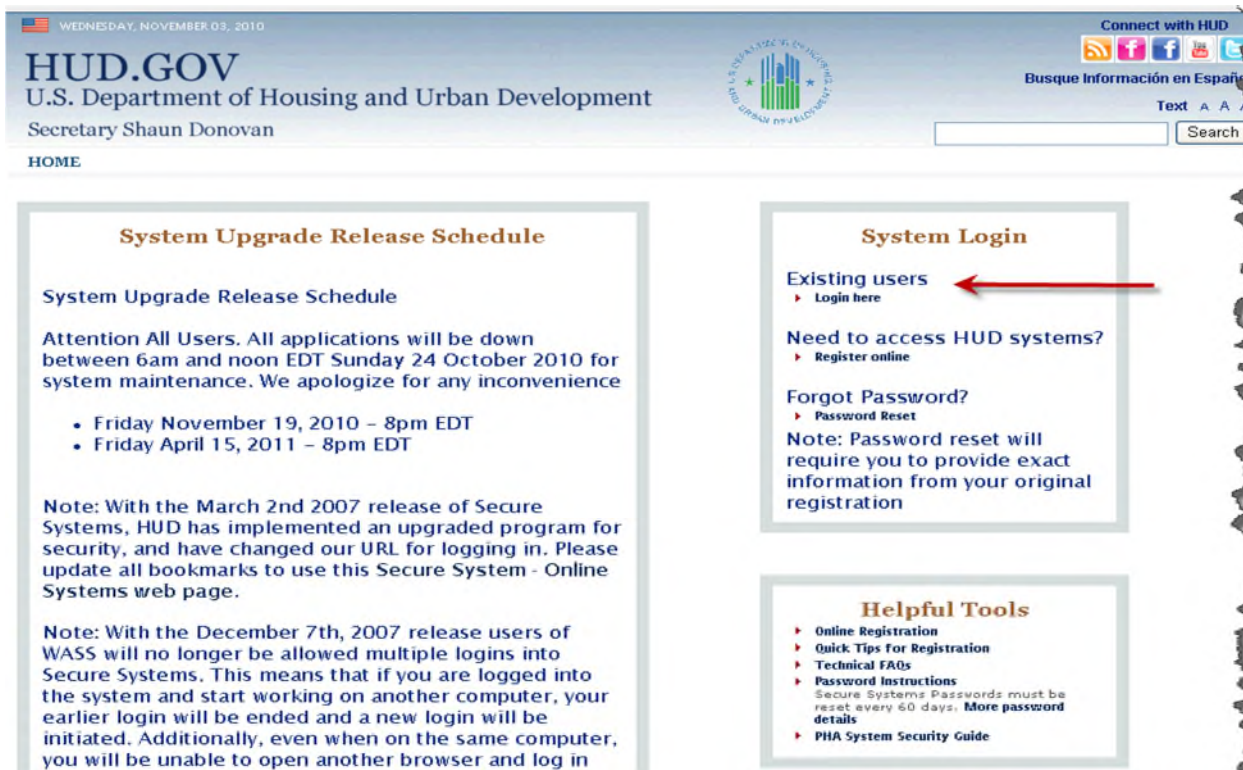 WEDNESDAY, NOVEMBER 03, 2010
HUD.GOV
U.S. Department of Housing and Urban Development
Secretary Shaun Donovan
Connect with HUD
Busque Información en Españ
Text A A
Search
HOME
System Upgrade Release Schedule
System Upgrade Release Schedule
Attention All Users. All applications will be down
between 6am and noon EDT Sunday 24 October 2010 for
system maintenance. We apologize for any inconvenience
• Friday November 19, 2010 – 8pm EDT
• Friday April 15, 2011 – 8pm EDT
Note: With the March 2nd 2007 release of Secure
Systems, HUD has implemented an upgraded program for
security, and have changed our URL for logging in. Please
update all bookmarks to use this Secure System - Online
Systems web page.
Note: With the December 7th, 2007 release users of
WASS will no longer be allowed multiple logins into
Secure Systems. This means that if you are logged into
the system and start working on another computer, your
earlier login will be ended and a new login will be
initiated. Additionally, even when on the same computer,
you will be unable to open another browser and log in
System Login
Existing users
Login here
Need to access HUD systems?
Register online
Forgot Password?
Password Reset
Note: Password reset will
require you to provide exact
information from your original
registration
Helpful Tools
Online Registration
Quick Tips for Registration
Technical FAQs
Password Instructions
Secure Systems Passwords must be
reset every 60 days. More password
details
PHA System Security Guide